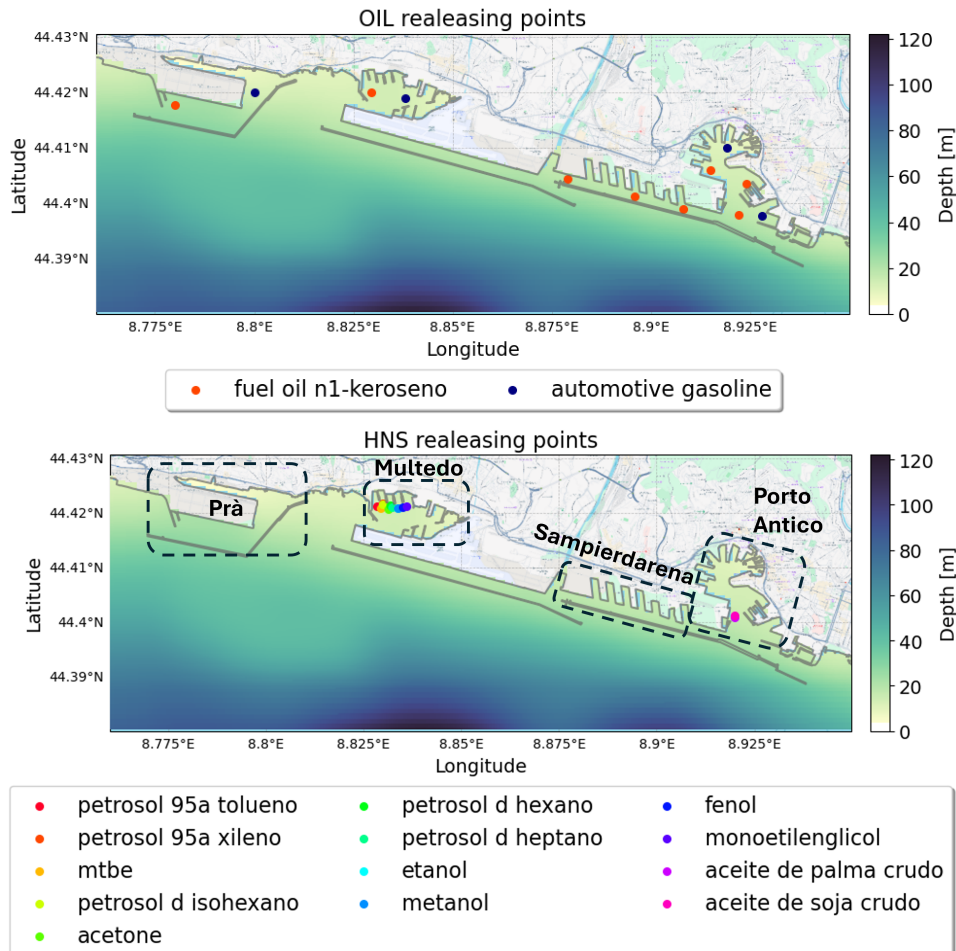 OIL realeasing points
44.43°N
44.42°N
44.41°N
44.4°N
44.39°N
Latitude
8.775°E 8.8°E 8.825°E 8.85°E 8.875°E 8.9°E 8.925°E
Longitude
120
100
80
60
40
20
0
Depth [m]
fuel oil n1-keroseno automotive gasoline
HNS realeasing points
44.43°N
44.42°N
44.41°N
44.4°N
44.39°N
Latitude
Prà
Multedo
Sampierdarena
Porto
Antico
8.775°E 8.8°E 8.825°E 8.85°E 8.875°E 8.9°E 8.925°E
Longitude
120
100
80
60
40
20
0
Depth [m]
petrosol 95a tolueno
petrosol 95a xileno
mtbe
petrosol d isohexano
acetone
petrosol d hexano
petrosol d heptano
etanol
metanol
fenol
monoetilenglicol
aceite de palma crudo
aceite de soja crudo